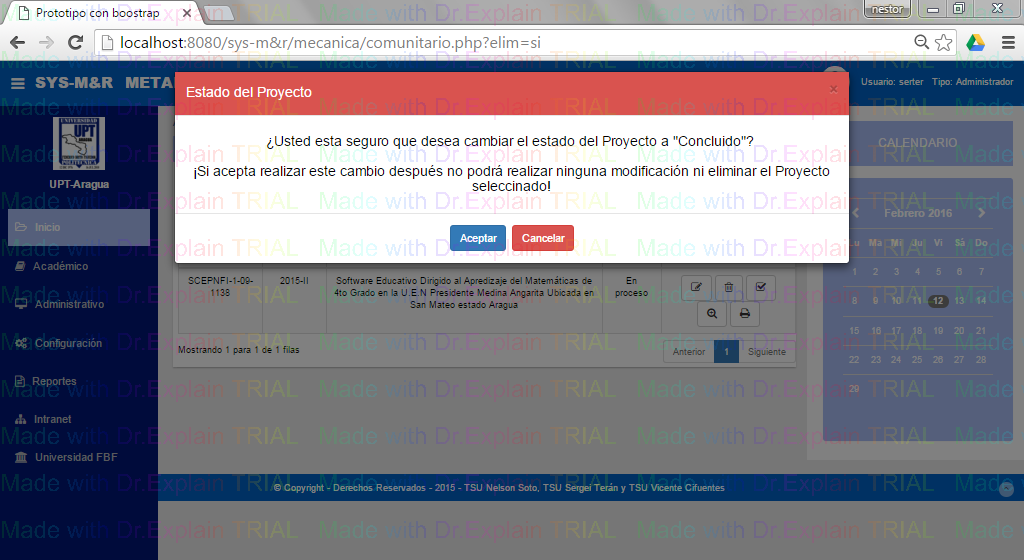 Prototipo con boostrap
nestor
localhost:8080/sys-m&r/mecanica/comunitario.php?elim=si
SYS-M&R META
Usuario: serter Tipo: Administrador
Estado del Proyecto
×
¿Usted esta seguro que desea cambiar el estado del Proyecto a "Concluido"?
¡Si acepta realizar este cambio después no podrá realizar ninguna modificación ni eliminar el Proyecto
seleccinado!
Aceptar Cancelar
UNIVERSIDAD
UPT
ARAGUA
UPT-Aragua
Inicio
Académico
Administrativo
Configuración
Reportes
Intranet
Universidad FBF
SCEPNFI-1-09-
1138
2015-II
Software Educativo Dirigido al Apredizaje del Matemáticas de
4to Grado en la U.E.N Presidente Medina Angarita Ubicada en
San Mateo estado Aragua
En
proceso
Mostrando 1 para 1 de 1 filas
Anterior 1 Siguiente
CALENDARIO
Febrero 2016
Lu Ma Mi Ju Vi Sá Do
1 2 3 4 5 6 7
8 9 10 11 12 13 14
15 16 17 18 19 20 21
22 23 24 25 26 27 28
29
© Copyright - Derechos Reservados - 2015 - TSU Nelson Soto, TSU Sergei Terán y TSU Vicente Cifuentes
Made with Dr.Explain TRIAL